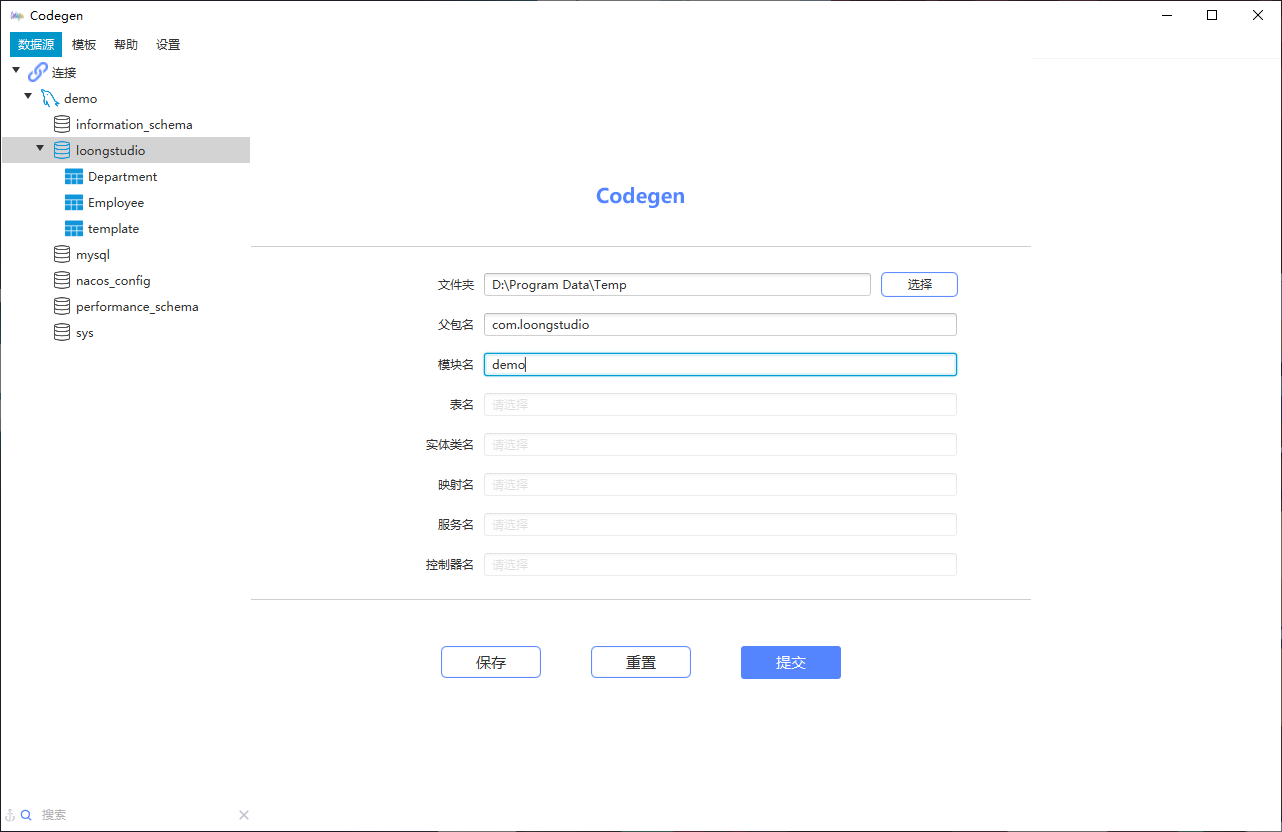 Codegen
数据源 模板 帮助 设置
连接
demo
information_schema
loongstudio
Department
Employee
template
mysql
nacos_config
performance_schema
sys
Codegen
文件夹 D:\Program Data\Temp 选择
父包名 com.loongstudio
模块名 demo
表名 请选择
实体类名 请选择
映射名 请选择
服务名 请选择
控制器名 请选择
保存 重置 提交
搜索